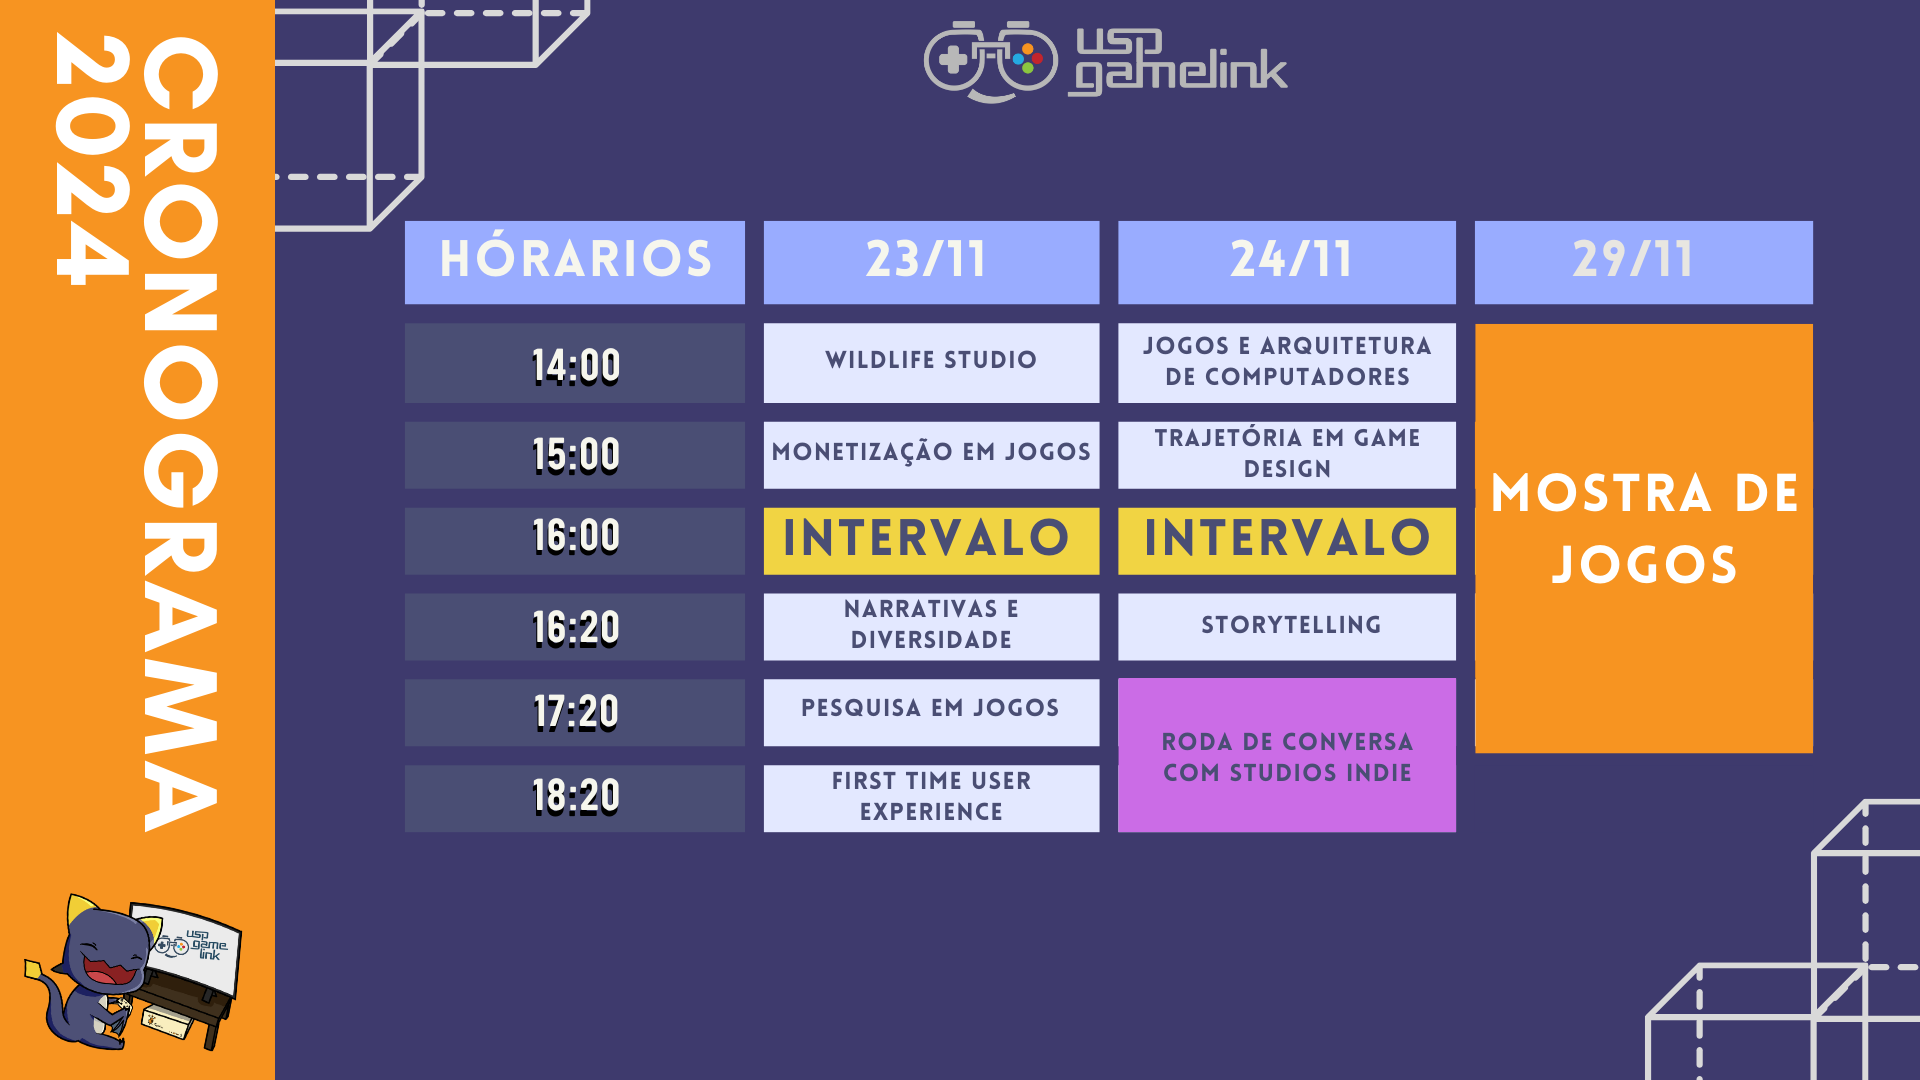 CRONOGRAMA
2024
usp
gamelink
HÓRARIOS
23/11
24/11
29/11
14:00
WILDLIFE STUDIO
JOGOS E ARQUITETURA
DE COMPUTADORES
15:00
MONETIZAÇÃO EM JOGOS
TRAJETÓRIA EM GAME
DESIGN
16:00
INTERVALO
INTERVALO
16:20
NARRATIVAS E
DIVERSIDADE
STORYTELLING
17:20
PESQUISA EM JOGOS
RODA DE CONVERSA
COM STUDIOS INDIE
18:20
FIRST TIME USER
EXPERIENCE
MOSTRA DE
JOGOS
usp
game
link